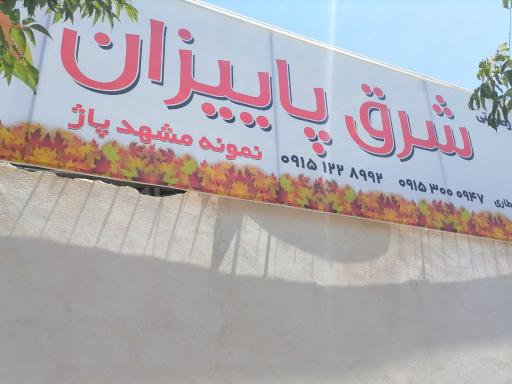 شرق پاییزان
نمونه مشهد پاژ
۰۹۱۵ ۳۰۰ ۰۹۴۷ ۰۹۱۵ ۱۲۲ ۸۹۹۲